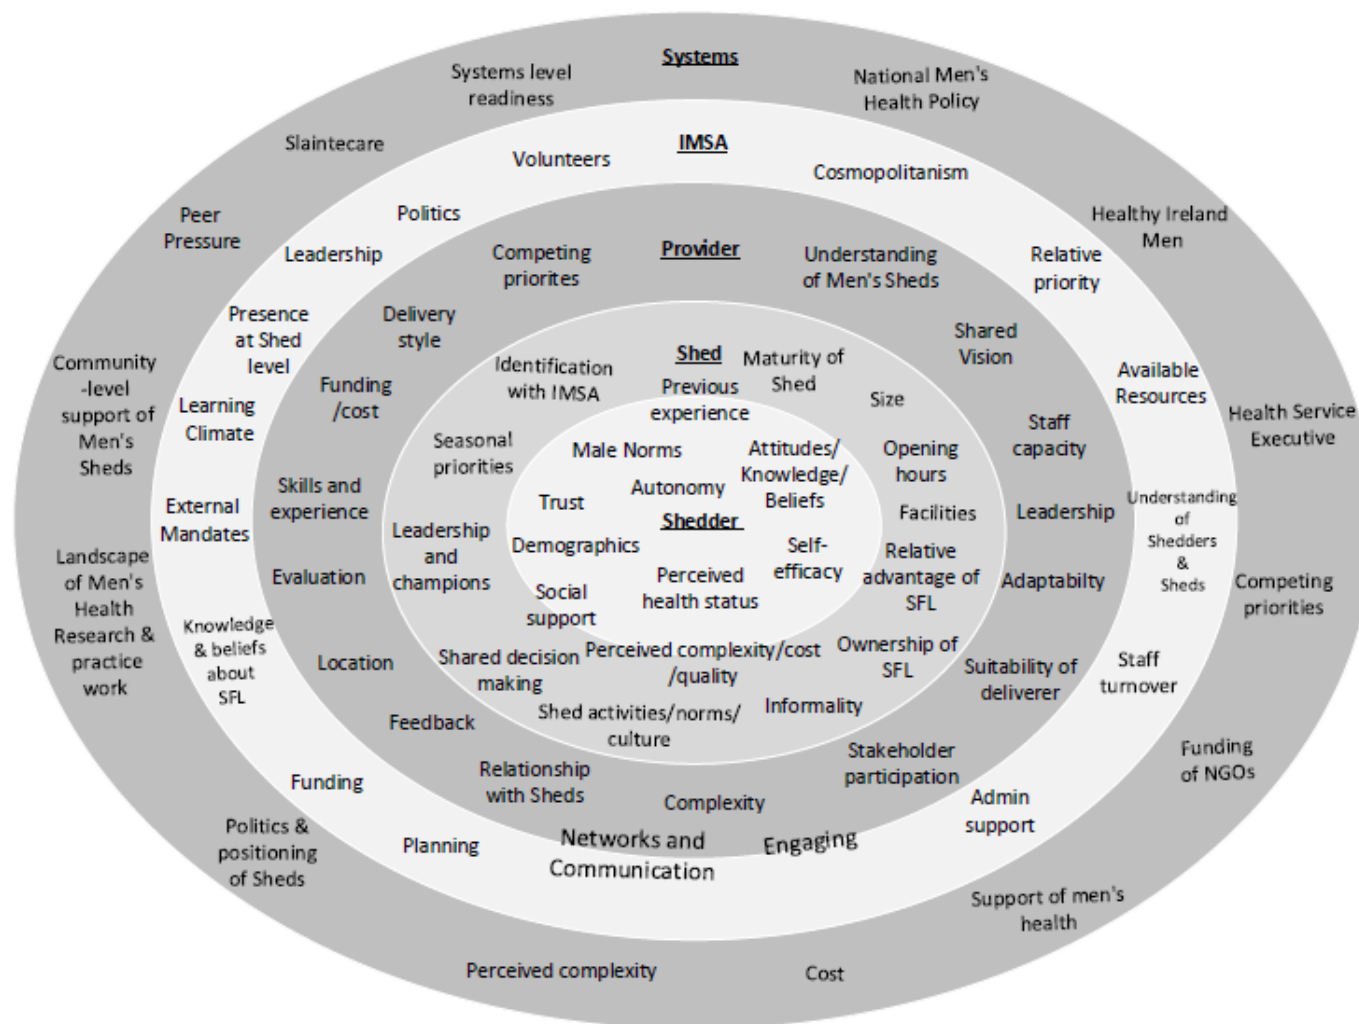 Systems
Systems level
readiness
National Men's
Health Policy
Slaintecare
Peer
Pressure
Healthy Ireland
Men
Community
-level
support of
Men's
Sheds
Health Service
Executive
Landscape
of Men's
Health
Research &
practice
work
Competing
priorities
Funding
of NGOs
Politics &
positioning
of Sheds
Support of men's
health
Perceived complexity
Cost
IMSA
Volunteers
Cosmopolitanism
Politics
Leadership
Relative
priority
Presence
at Shed
level
Available
Resources
Learning
Climate
External
Mandates
Understanding
of
Shedders
&
Sheds
Knowledge
& beliefs
about
SFL
Staff
turnover
Funding
Admin
support
Planning
Networks and
Communication
Engaging
Provider
Competing
priorites
Understanding
of Men's Sheds
Delivery
style
Shared
Vision
Funding
/cost
Staff
capacity
Skills and
experience
Leadership
Evaluation
Adaptabilty
Location
Suitability of
deliverer
Feedback
Stakeholder
participation
Relationship
with Sheds
Complexity
Shed
Identification
with IMSA
Maturity of
Shed
Previous
experience
Size
Seasonal
priorities
Opening
hours
Facilities
Leadership
and
champions
Relative
advantage of
SFL
Shared decision
making
Perceived complexity/cost
/quality
Ownership of
SFL
Shed activities/norms/
culture
Informality
Male Norms
Attitudes/
Knowledge/
Beliefs
Autonomy
Trust
Shedder
Demographics
Self-
efficacy
Perceived
health status
Social
support